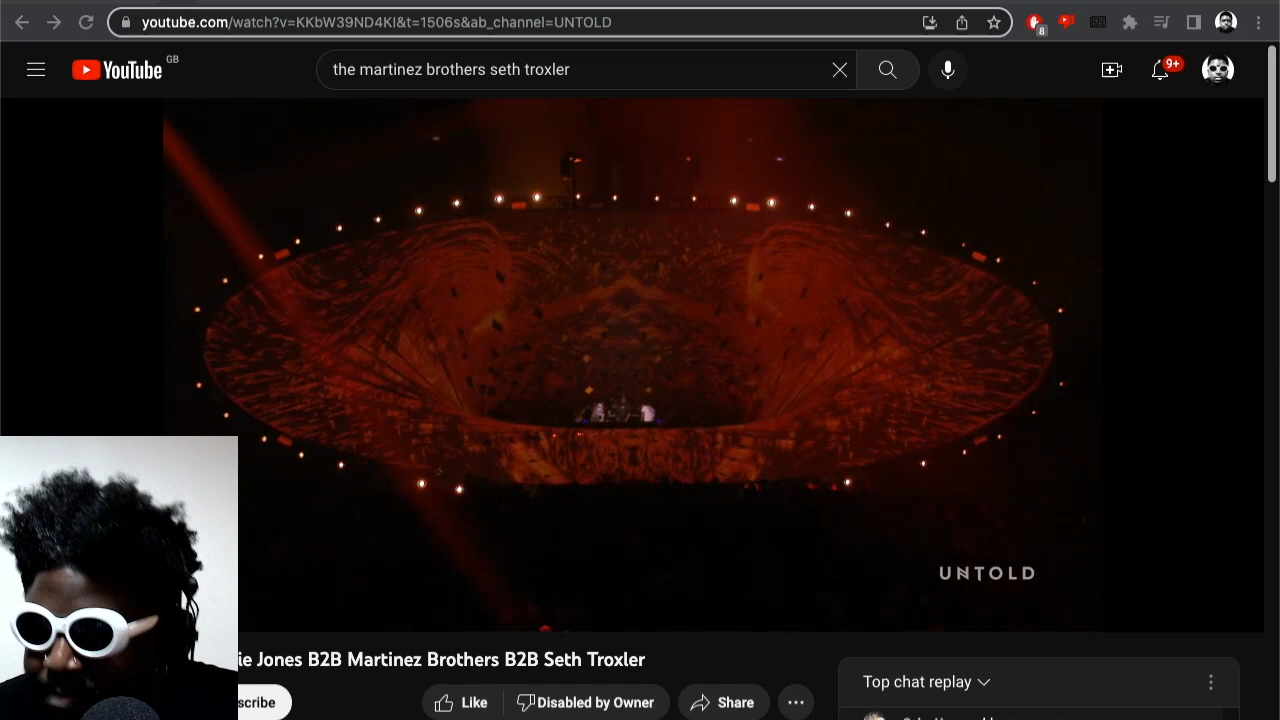 youtube.com/watch?v=KKbW39ND4KI&t=1506s&ab_channel=UNTOLD
8
YouTube GB
the martinez brothers seth troxler
9+
UNTOLD
ie Jones B2B Martinez Brothers B2B Seth Troxler
scribe
Like
Disabled by Owner
Share
Top chat replay